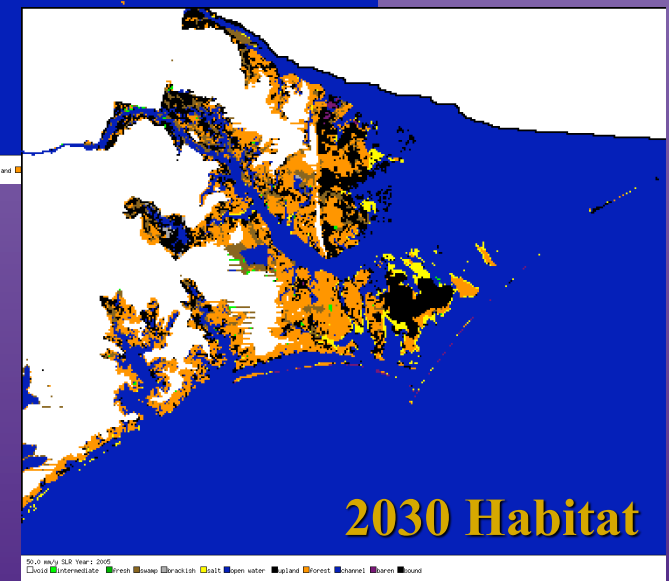 and
2030 Habitat
50.0 mm/y SLR Year: 2005
void intermediate fresh swamp brackish salt open water upland forest channel baren bound